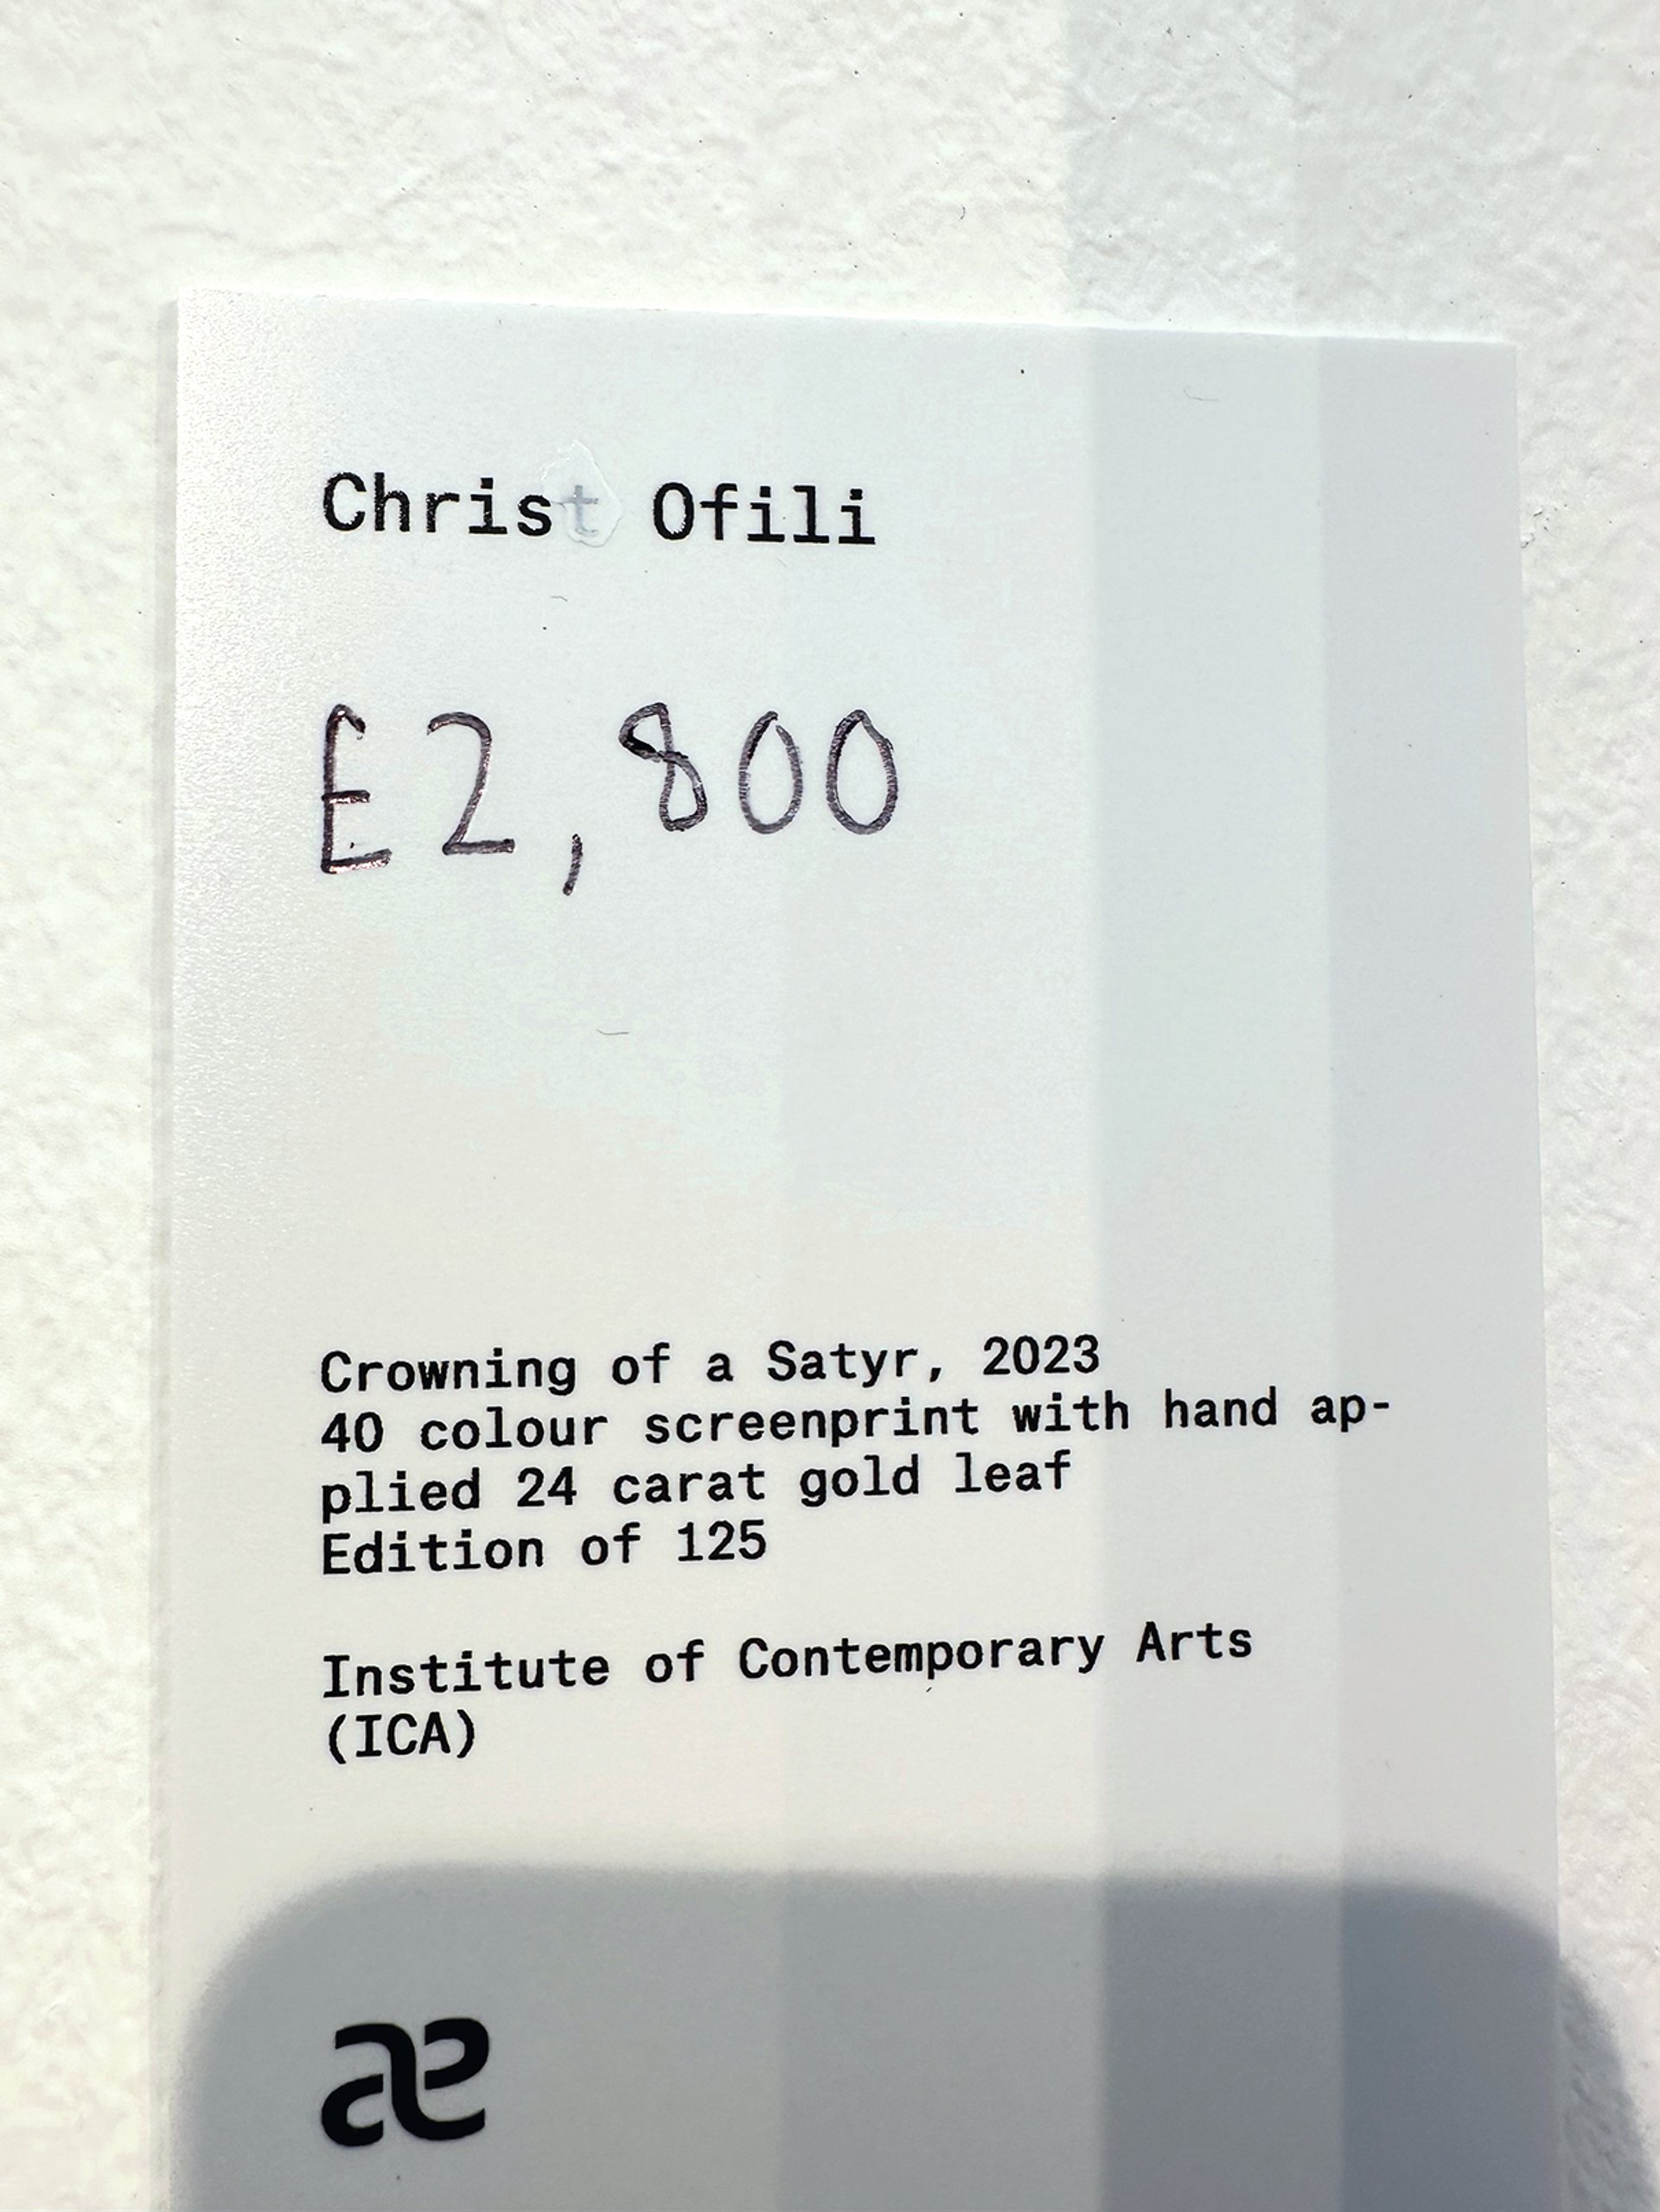 Christ Ofili
£2,800
Crowning of a Satyr, 2023
40 colour screenprint with hand ap-
plied 24 carat gold leaf
Edition of 125
Institute of Contemporary Arts
(ICA)
æ